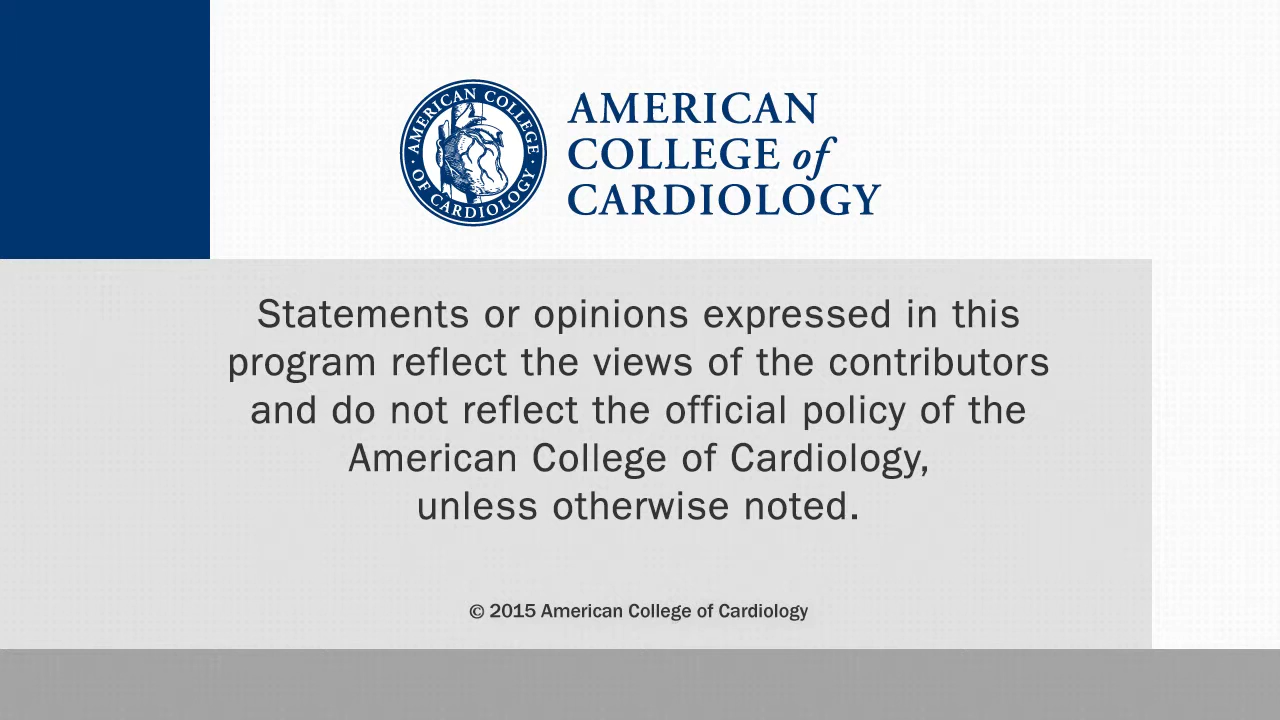 AMERICAN COLLEGE
OF CARDIOLOGY
AMERICAN
COLLEGE of
CARDIOLOGY
Statements or opinions expressed in this
program reflect the views of the contributors
and do not reflect the official policy of the
American College of Cardiology,
unless otherwise noted.
© 2015 American College of Cardiology